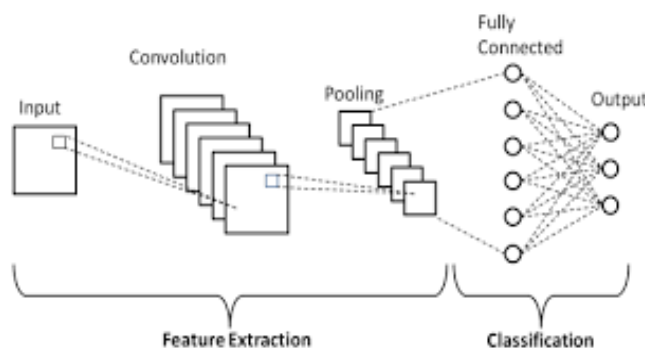 Fully
Connected
Convolution
Pooling
Input
Output
Feature Extraction
Classification